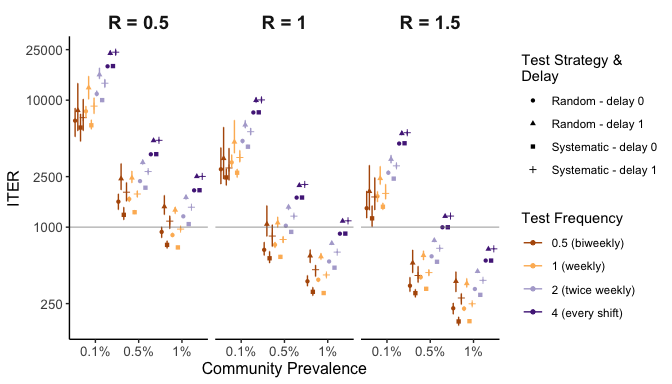 R = 0.5
R = 1
R = 1.5
ITER
25000
10000
2500
1000
250
0.1%
0.5%
1%
0.1%
0.5%
1%
0.1%
0.5%
1%
Community Prevalence
Test Strategy &
Delay
Random - delay 0
Random - delay 1
Systematic - delay 0
Systematic - delay 1
Test Frequency
0.5 (biweekly)
1 (weekly)
2 (twice weekly)
4 (every shift)